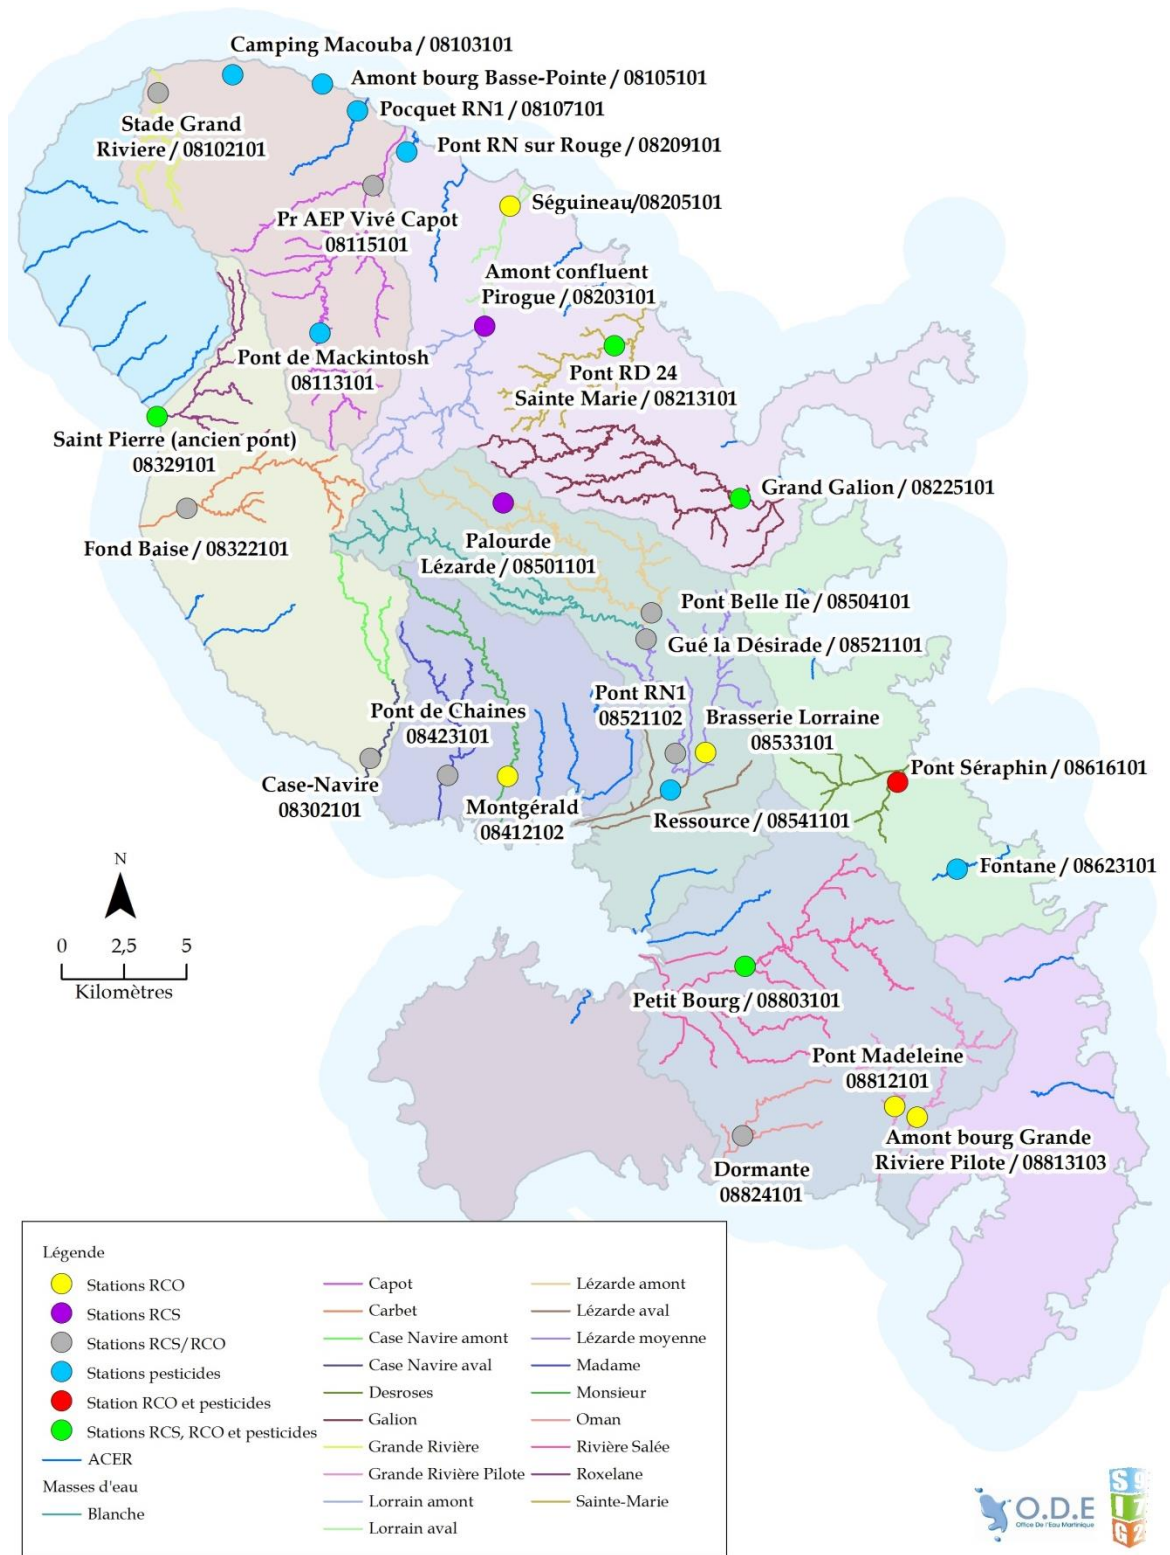 Camping Macouba / 08103101
Amont bourg Basse-Pointe / 08105101
Pocquet RN1 / 08107101
Stade Grand
Riviere / 08102101
Pont RN sur Rouge / 08209101
Séguineau/08205101
Pr AEP Vivé Capot
08115101
Amont confluent
Pirogue / 08203101
Pont de Mackintosh
08113101
Pont RD 24
Sainte Marie / 08213101
Saint Pierre (ancien pont)
08329101
Grand Galion / 08225101
Fond Baise / 08322101
Palourde
Lézarde / 08501101
Pont Belle Ile / 08504101
Gué la Désirade / 08521101
Pont RN1
08521102
Brasserie Lorraine
08533101
Pont de Chaines
08423101
Case-Navire
08302101
Montgérald
08412102
Ressource / 08541101
Pont Séraphin / 08616101
Fontane / 08623101
N
0 2,5 5
Kilomètres
Petit Bourg / 08803101
Pont Madeleine
08812101
Amont bourg Grande
Riviere Pilote / 08813103
Dormante
08824101
Légende
Stations RCO
Stations RCS
Stations RCS/RCO
Stations pesticides
Station RCO et pesticides
Stations RCS, RCO et pesticides
ACER
Masses d'eau
Blanche
Capot
Carbet
Case Navire amont
Case Navire aval
Desroses
Galion
Grande Rivière
Grande Rivière Pilote
Lorrain amont
Lorrain aval
Lézarde amont
Lézarde aval
Lézarde moyenne
Madame
Monsieur
Oman
Rivière Salée
Roxelane
Sainte-Marie
O.D.E
Office De l'Eau Martinique
S 9
I 7
G 2